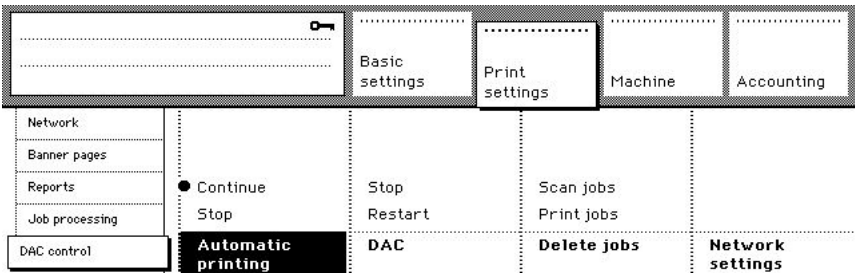 Basic
settings
Print
settings
Machine
Accounting
Network
Banner pages
Reports
Job processing
DAC control
Continue
Stop
Automatic
printing
Stop
Restart
DAC
Scan jobs
Print jobs
Delete jobs
Network
settings